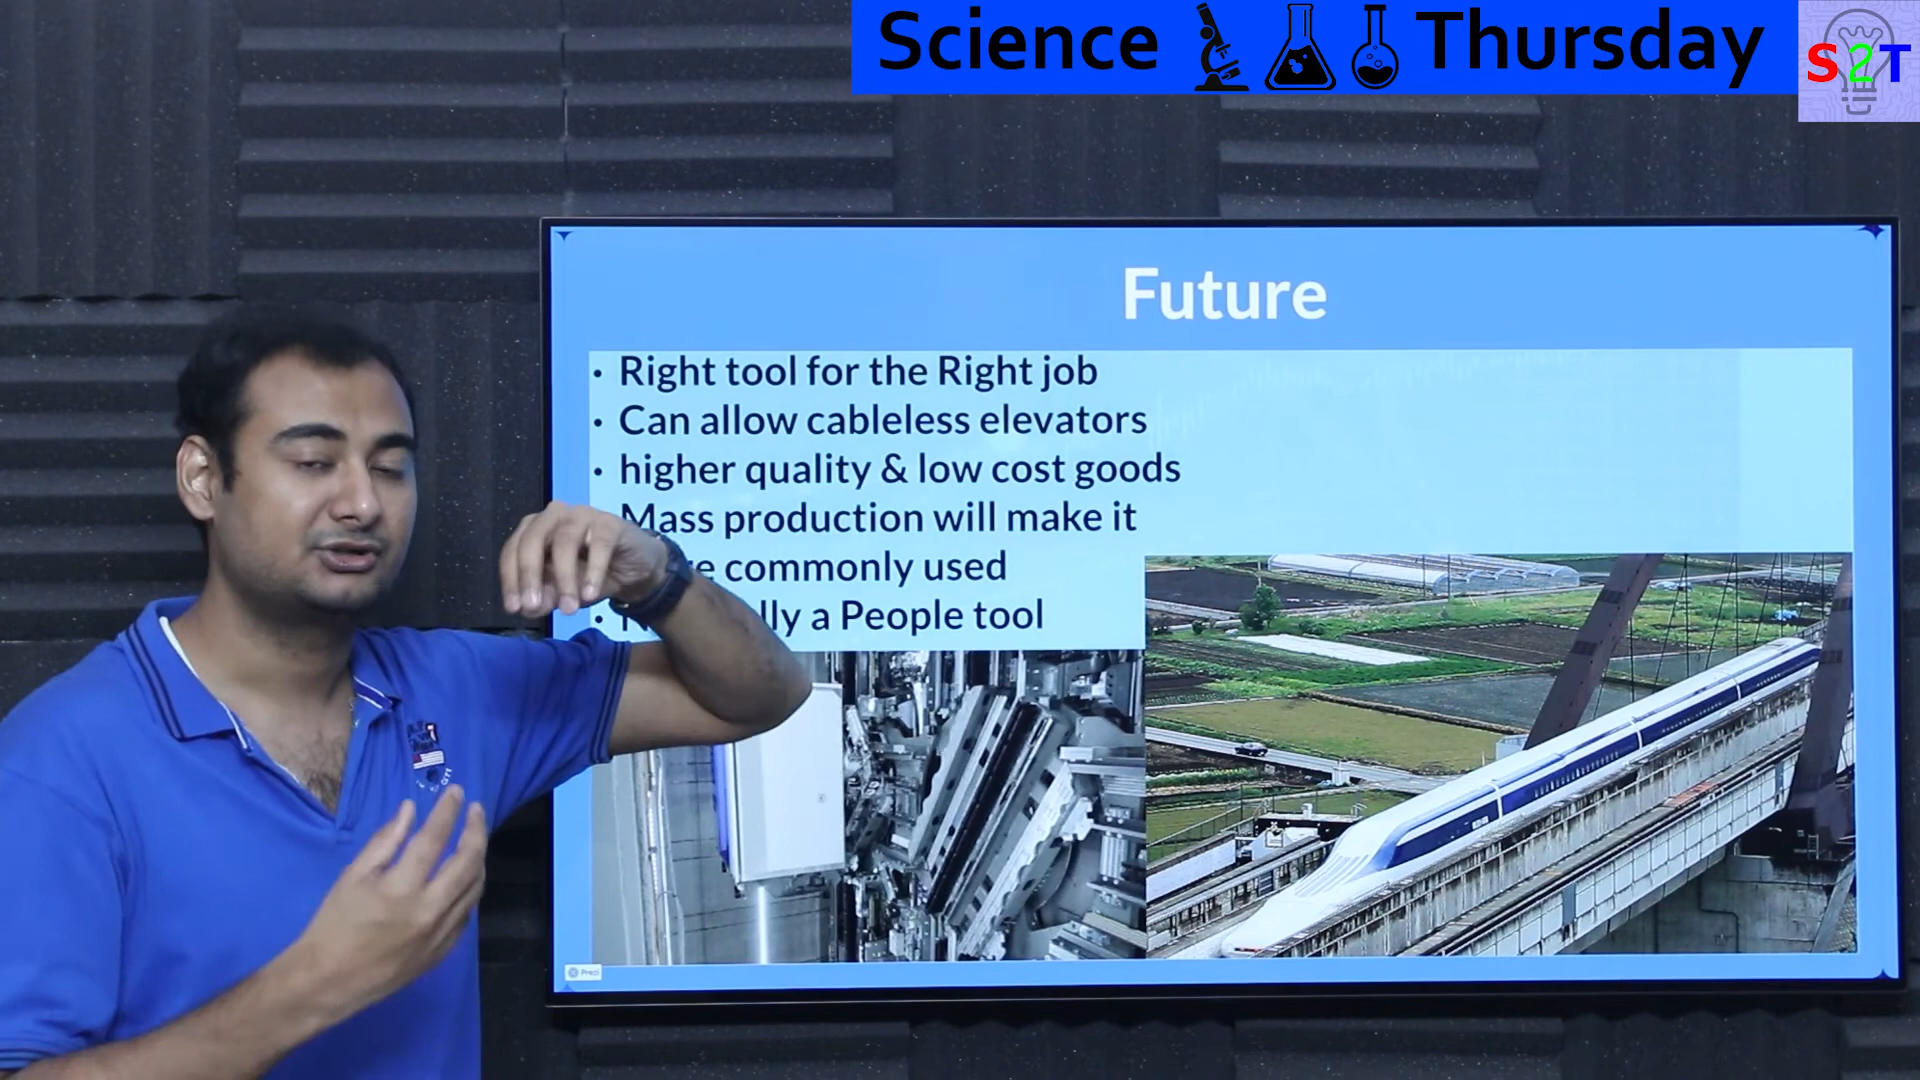 Science Thursday
S2T
Future
• Right tool for the Right job
• Can allow cableless elevators
• higher quality & low cost goods
Mass production will make it
commonly used
• a People tool
Prezi